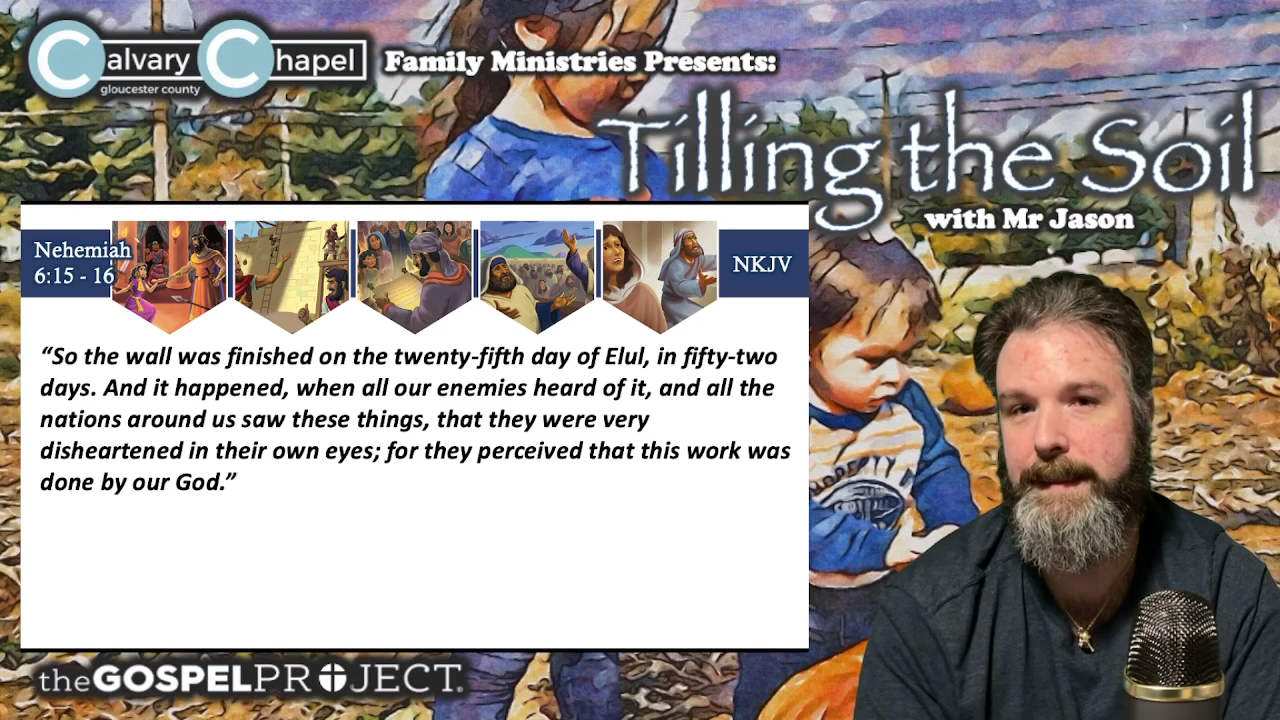 Calvary Chapel
gloucester county
Family Ministries Presents:
Tilling the Soil
with Mr Jason
Nehemiah
6:15 - 16
NKJV
“So the wall was finished on the twenty-fifth day of Elul, in fifty-two
days. And it happened, when all our enemies heard of it, and all the
nations around us saw these things, that they were very
disheartened in their own eyes; for they perceived that this work was
done by our God.”
theGOSPELPROJECT®